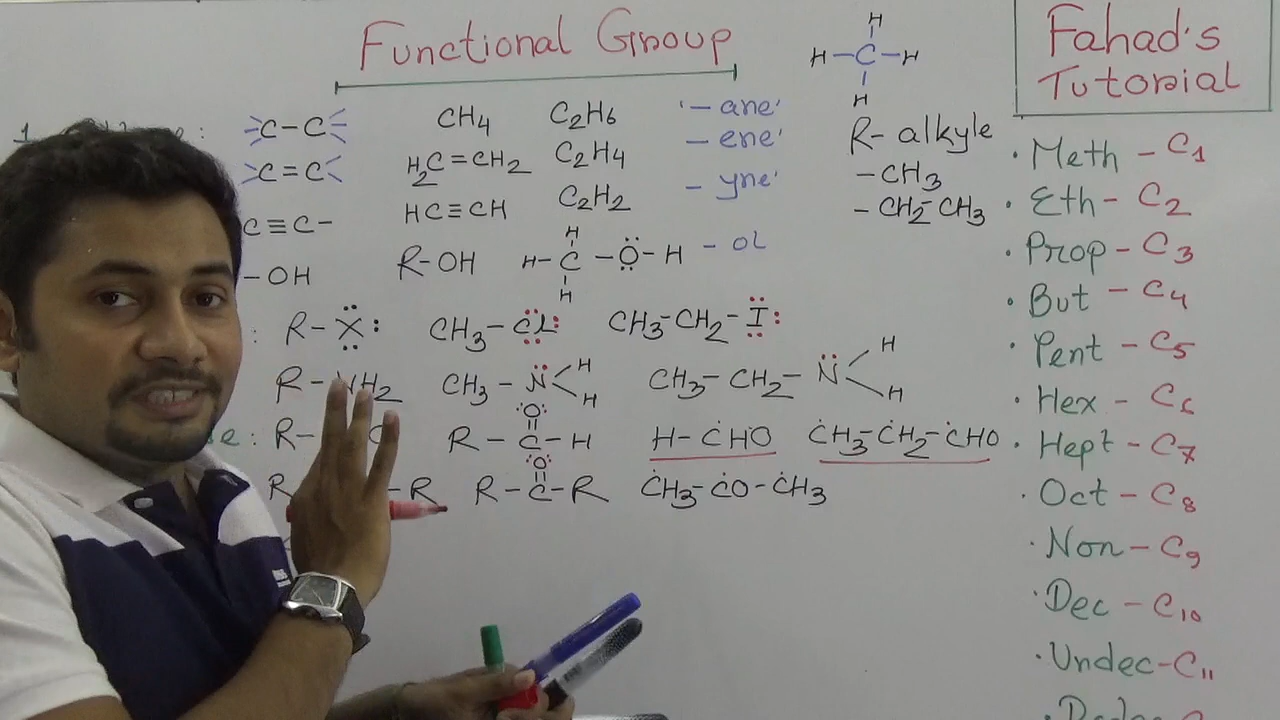 Functional Group
Fahad's
Tutorial
H
H-C-H
H
1.
C-C CH4 C2H6 '-ane'
C=C H2C=CH2 C2H4 - ene'
C≡C- HC≡CH C2H2 - yne'
-OH R-OH H-C-Ö-H - OL
H
H
R- alkyle
-CH3
-CH2-CH3
: R-X: CH3-Cl: CH3-CH2-I:
R-NH2 CH3-N H H CH3-CH2-N H H
: R- R-C-H H-CHO CH3-CH2-CHO
:O:
R -R R-C-R CH3-CO-CH3
:O:
· Meth - C1
· Eth - C2
· Prop - C3
· But - C4
· Pent - C5
· Hex - C6
· Hept - C7
· Oct - C8
· Non - C9
· Dec - C10
· Undec - C11